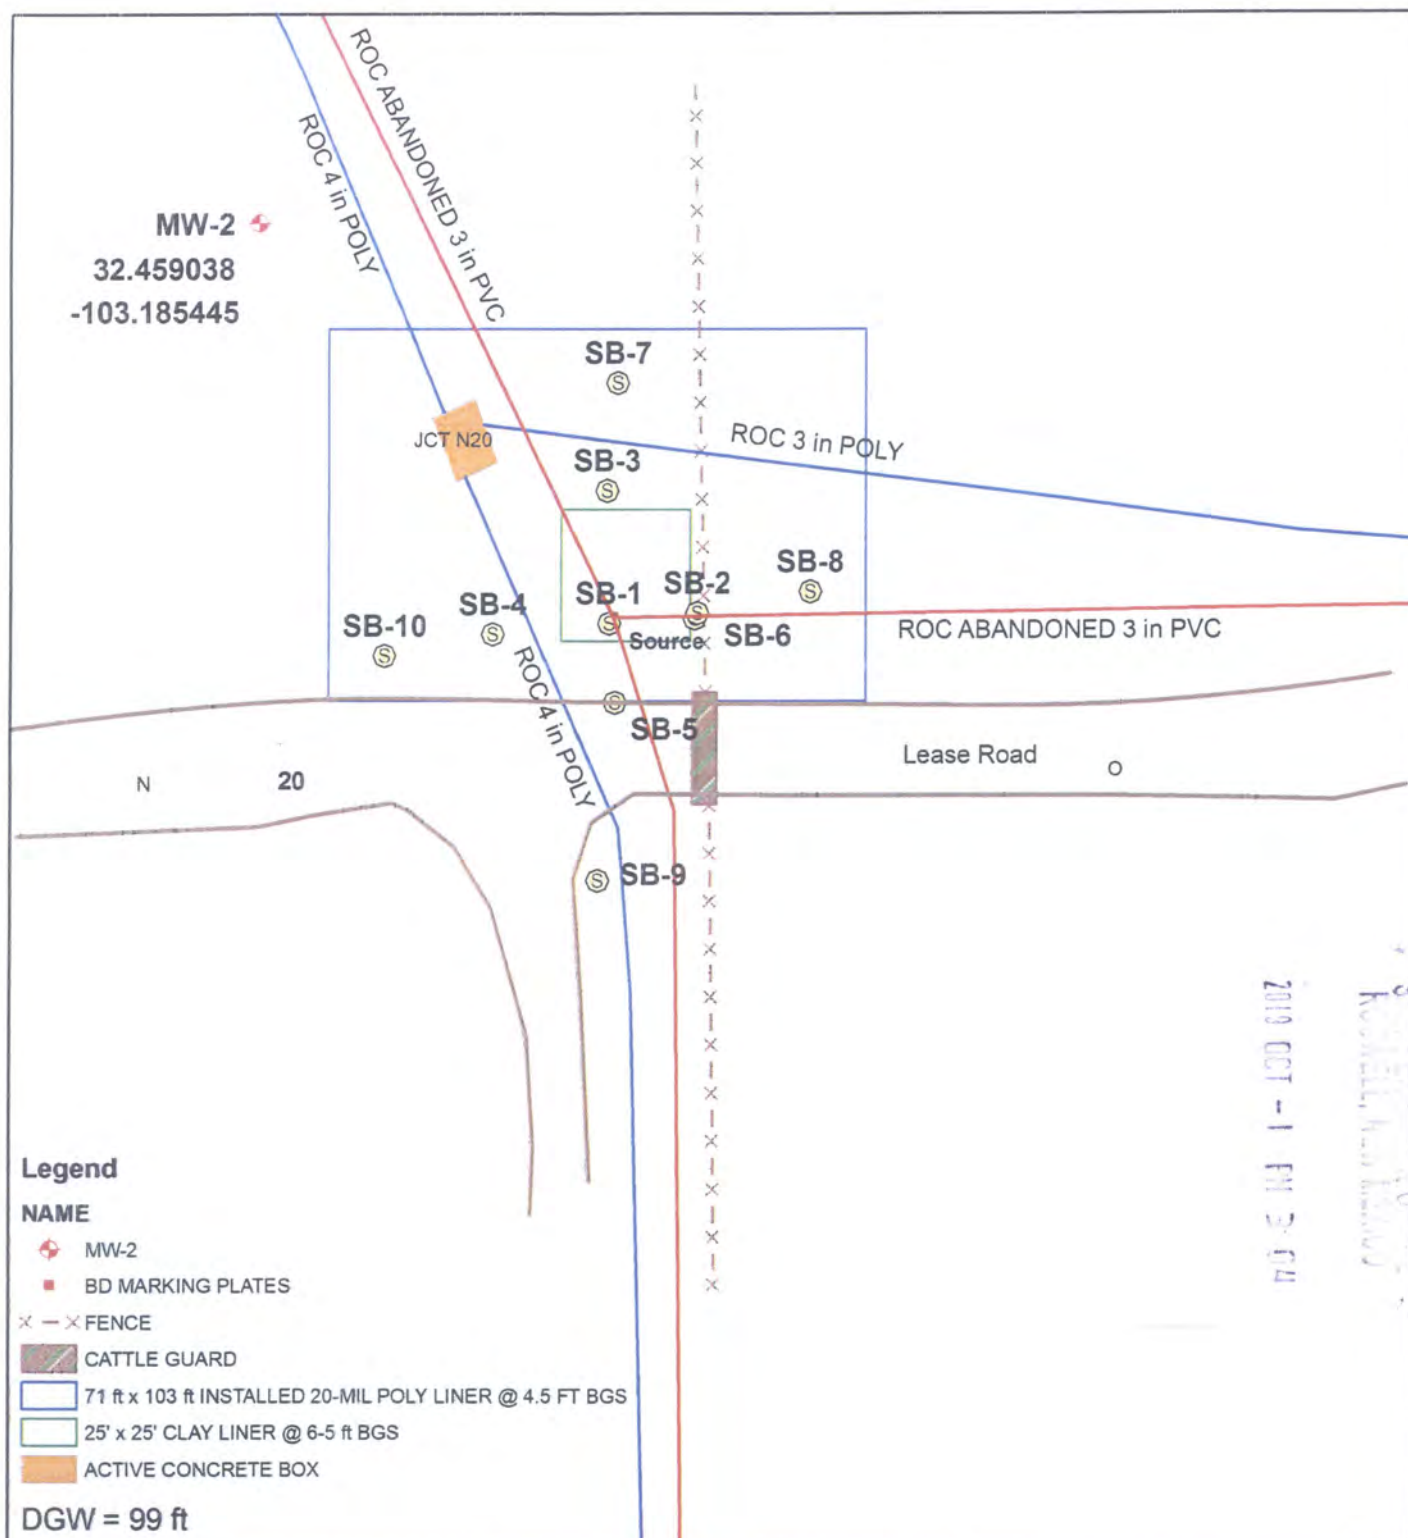 ROC ABANDONED 3 in PVC
ROC 4 in POLY
MW-2
32.459038
-103.185445
SB-7
JCT N20
ROC 3 in POLY
SB-3
SB-8
SB-2
SB-1
SB-4
SB-10
Source
SB-6
ROC ABANDONED 3 in PVC
ROC 4 in POLY
SB-5
Lease Road
O
N
20
SB-9
OCT - 1
Legend
NAME
MW-2
BD MARKING PLATES
FENCE
CATTLE GUARD
71 ft x 103 ft INSTALLED 20-MIL POLY LINER @ 4.5 FT BGS
25' x 25' CLAY LINER @ 6-5 ft BGS
ACTIVE CONCRETE BOX
DGW = 99 ft